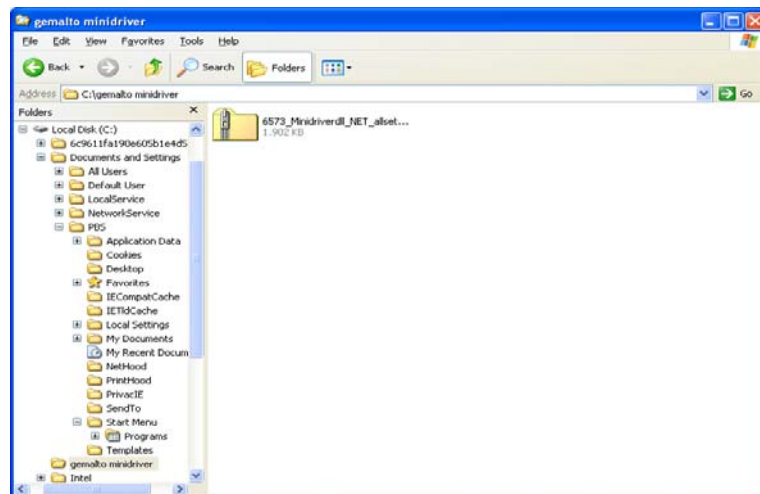 gemalto minidriver
File Edit View Favorites Tools Help
Back Search Folders
Address C:\gemalto minidriver Go
Folders
6573_Minidriverdll_NET_allset...
1.902 KB
Local Disk (C:)
6c9611fa190e605b1e4d5
Documents and Settings
All Users
Default User
LocalService
NetworkService
PBS
Application Data
Cookies
Desktop
Favorites
IECompatCache
IETldCache
Local Settings
My Documents
My Recent Docum
NetHood
PrintHood
PrivacIE
SendTo
Start Menu
Programs
Templates
gemalto minidriver
Intel